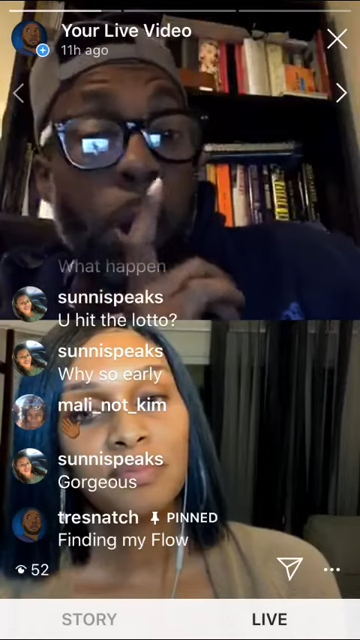 Your Live Video
11h ago
What happen
sunnispeaks
U hit the lotto?
sunnispeaks
Why so early
mali_not_kim
sunnispeaks
Gorgeous
tresnatch PINNED
Finding my Flow
52
STORY LIVE